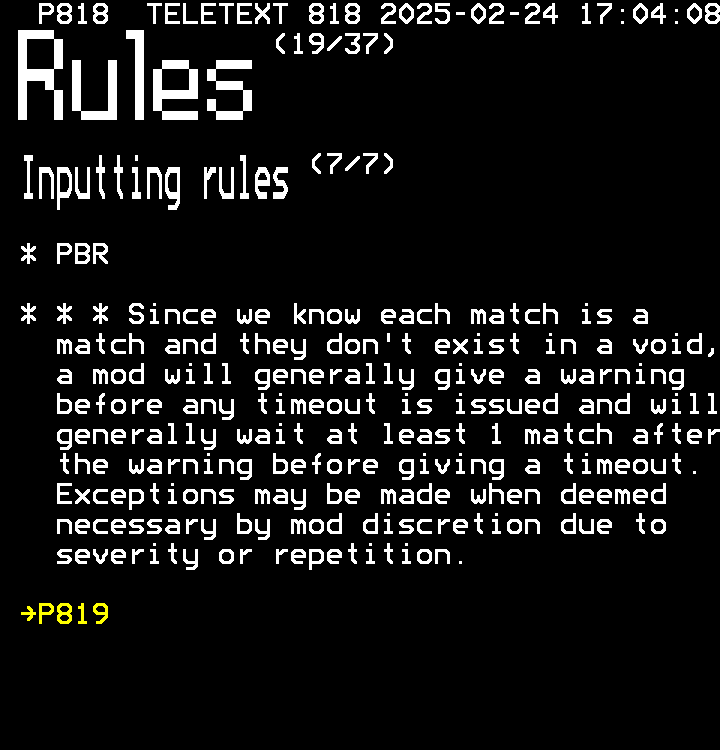 P818 TELETEXT 818 2025-02-24 17:04:08
Rules (19/37)
Inputting rules (7/7)
* PBR
* * * Since we know each match is a
match and they don't exist in a void,
a mod will generally give a warning
before any timeout is issued and will
generally wait at least 1 match after
the warning before giving a timeout.
Exceptions may be made when deemed
necessary by mod discretion due to
severity or repetition.
→P819